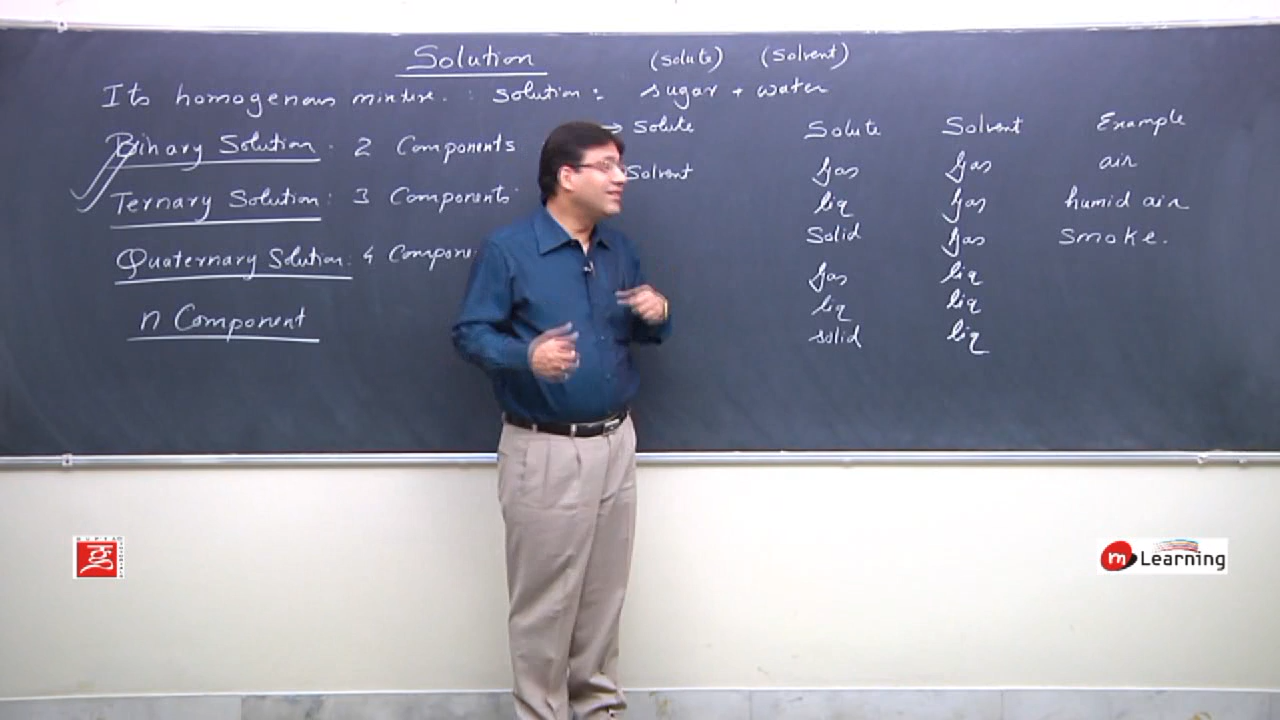 Solution (Solute) (Solvent)
Its homogenous mixture. : Solution : sugar + water
Binary Solution . 2 Components → Solute
Solvent
Ternary Solution : 3 Components
Quaternary Solution : 4 Compone
n Component
Solute Solvent Example
gas gas air
liq gas humid air
Solid gas Smoke.
gas liq
liq liq
solid liq
GUPTA
m Learning